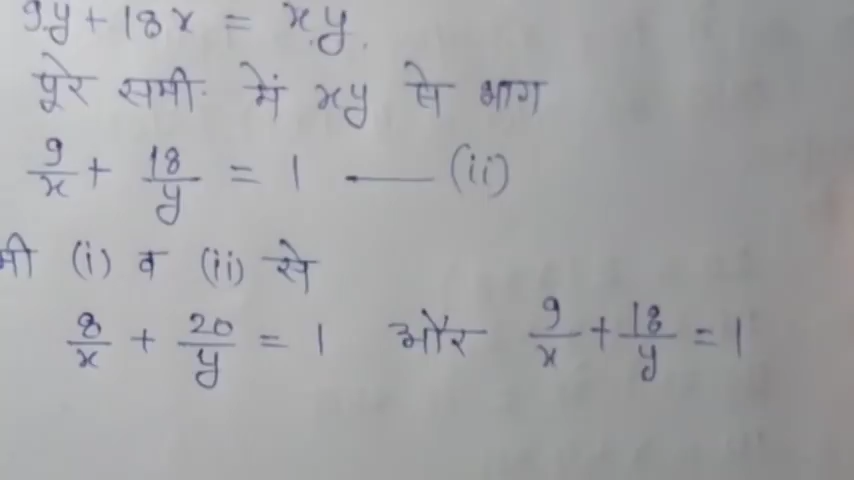 9y + 18x = xy.
पूरे समी. में xy से भाग
9/x + 18/y = 1 —— (ii)
मी (i) व (ii) से
8/x + 20/y = 1 और 9/x + 18/y = 1